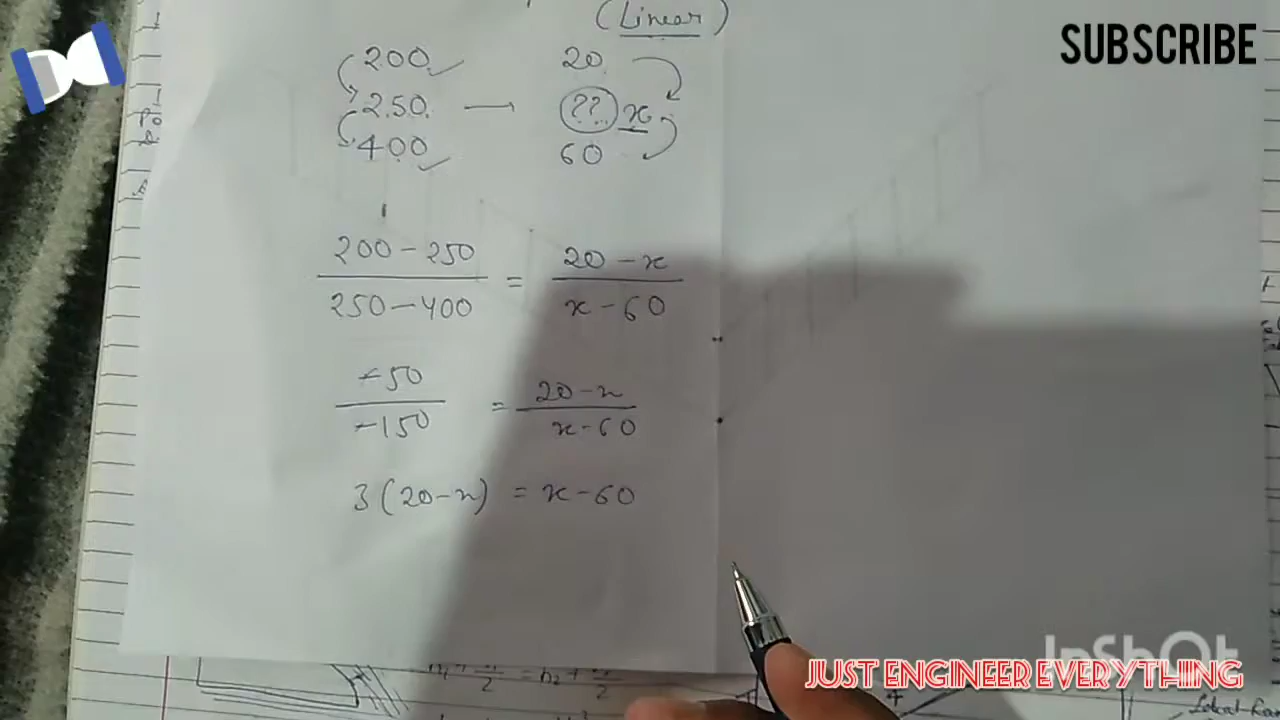 (Linear)
SUBSCRIBE
200 20
250 → ?? x
400 60
200 - 250 / 250 - 400 = 20 - x / x - 60
-50 / -150 = 20 - x / x - 60
3(20 - x) = x - 60
InShOt
JUST ENGINEER EVERYTHING